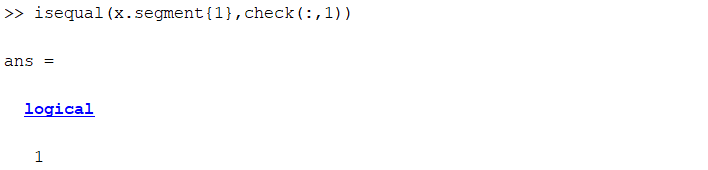 >> isequal(x.segment{1},check(:,1))
ans =
logical
1